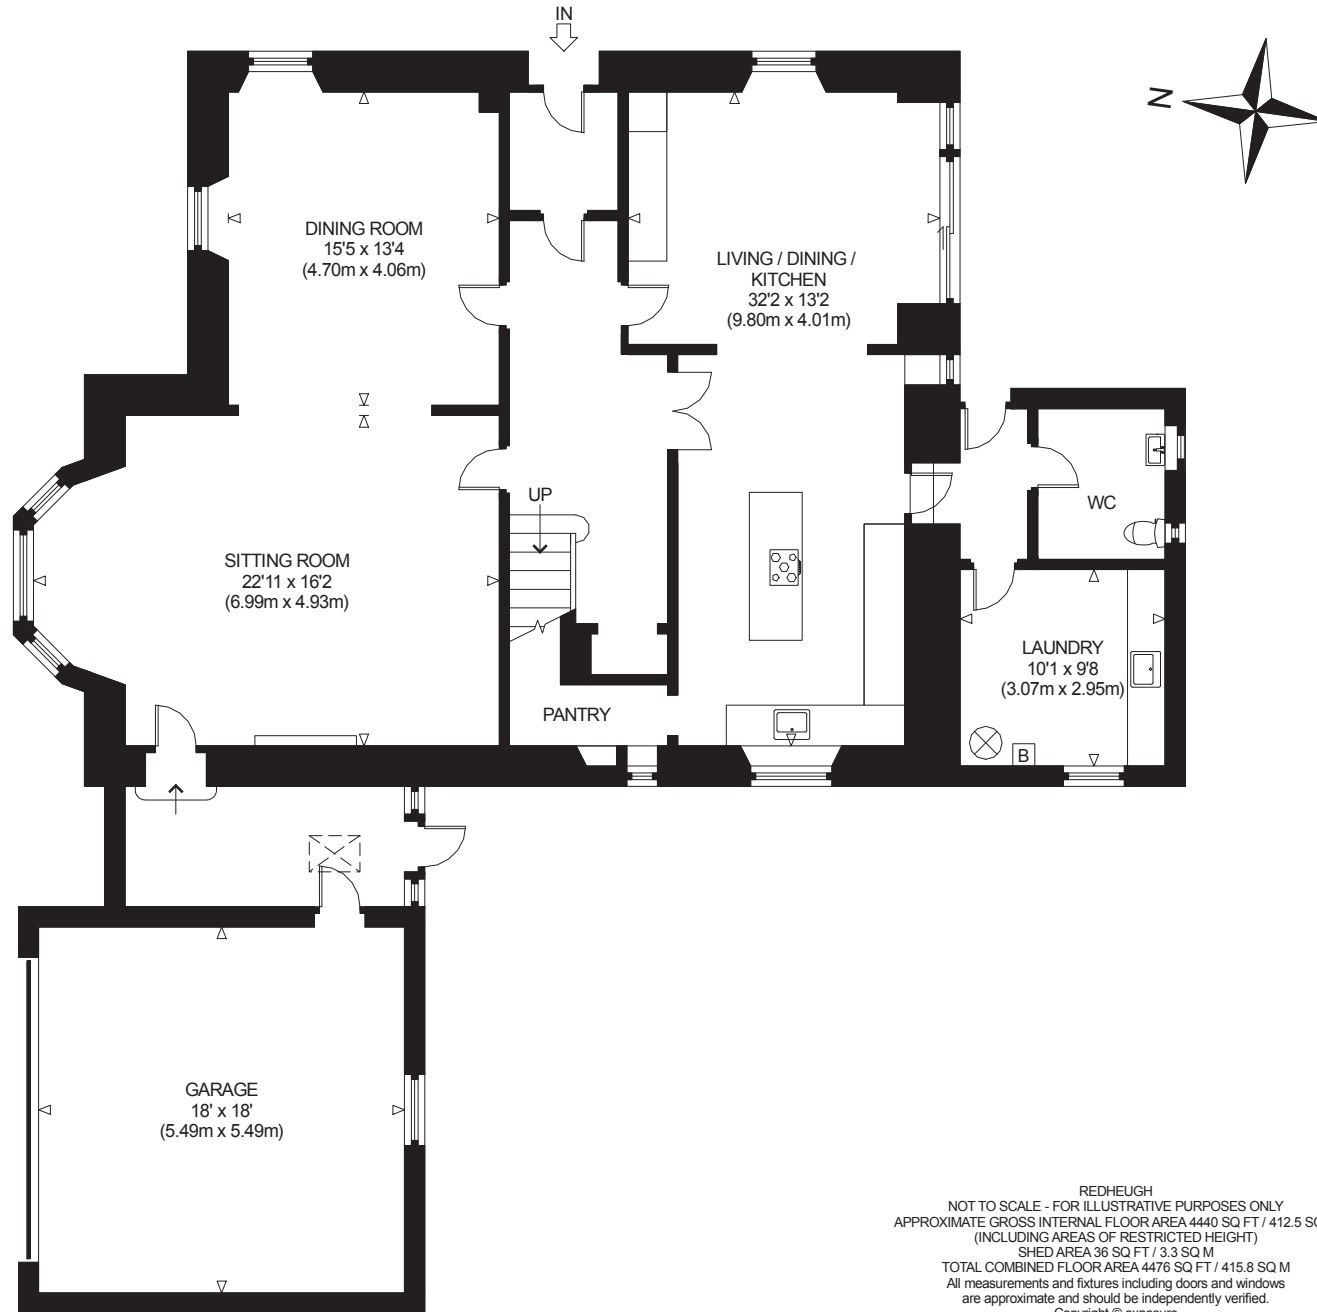 IN
N
DINING ROOM
15'5 x 13'4
(4.70m x 4.06m)
LIVING / DINING /
KITCHEN
32'2 x 13'2
(9.80m x 4.01m)
UP
WC
SITTING ROOM
22'11 x 16'2
(6.99m x 4.93m)
LAUNDRY
10'1 x 9'8
(3.07m x 2.95m)
PANTRY
B
GARAGE
18' x 18'
(5.49m x 5.49m)
REDHEUGH
NOT TO SCALE - FOR ILLUSTRATIVE PURPOSES ONLY
APPROXIMATE GROSS INTERNAL FLOOR AREA 4440 SQ FT / 412.5
(INCLUDING AREAS OF RESTRICTED HEIGHT)
SHED AREA 36 SQ FT / 3.3 SQ M
TOTAL COMBINED FLOOR AREA 4476 SQ FT / 415.8 SQ M
All measurements and fixtures including doors and windows
are approximate and should be independently verified.
Copyright © exposure